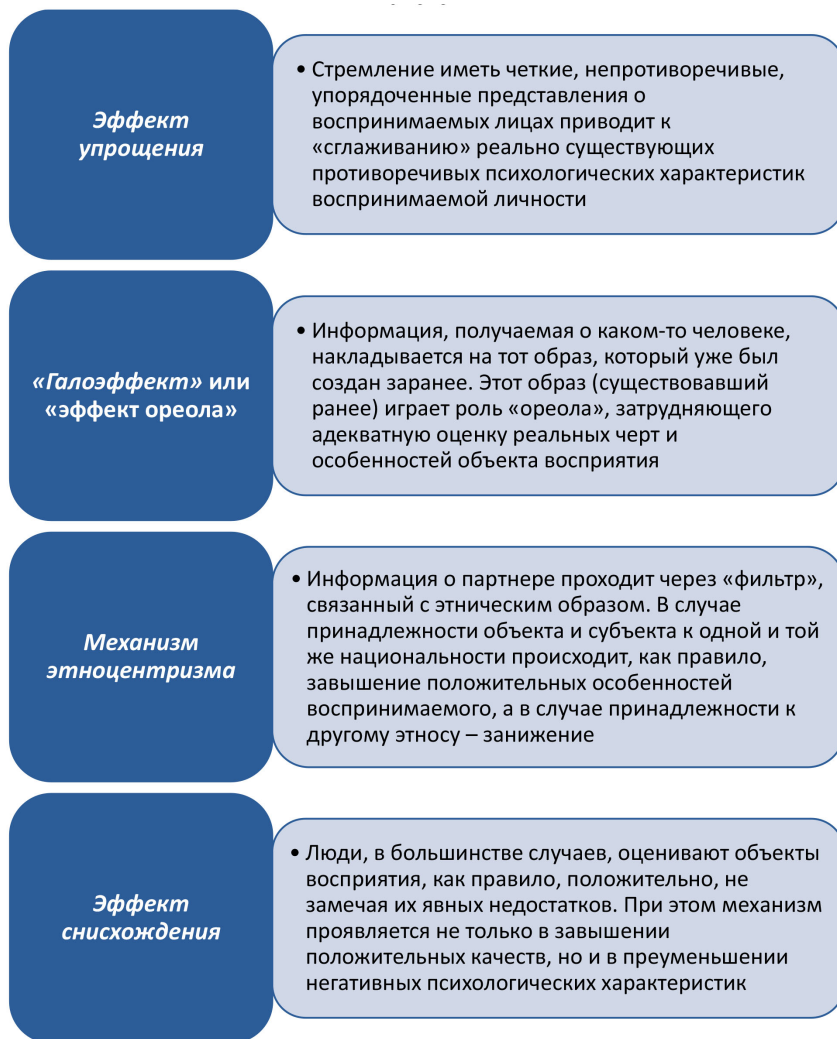 Эффект
упрощения
• Стремление иметь четкие, непротиворечивые,
упорядоченные представления о
воспринимаемых лицах приводит к
«сглаживанию» реально существующих
противоречивых психологических характеристик
воспринимаемой личности
«Галоэффект» или
«эффект ореола»
• Информация, получаемая о каком-то человеке,
накладывается на тот образ, который уже был
создан заранее. Этот образ (существовавший
ранее) играет роль «ореола», затрудняющего
адекватную оценку реальных черт и
особенностей объекта восприятия
Механизм
этноцентризма
• Информация о партнере проходит через «фильтр»,
связанный с этническим образом. В случае
принадлежности объекта и субъекта к одной и той
же национальности происходит, как правило,
завышение положительных особенностей
воспринимаемого, а в случае принадлежности к
другому этносу – занижение
Эффект
снисхождения
• Люди, в большинстве случаев, оценивают объекты
восприятия, как правило, положительно, не
замечая их явных недостатков. При этом механизм
проявляется не только в завышении
положительных качеств, но и в преуменьшении
негативных психологических характеристик